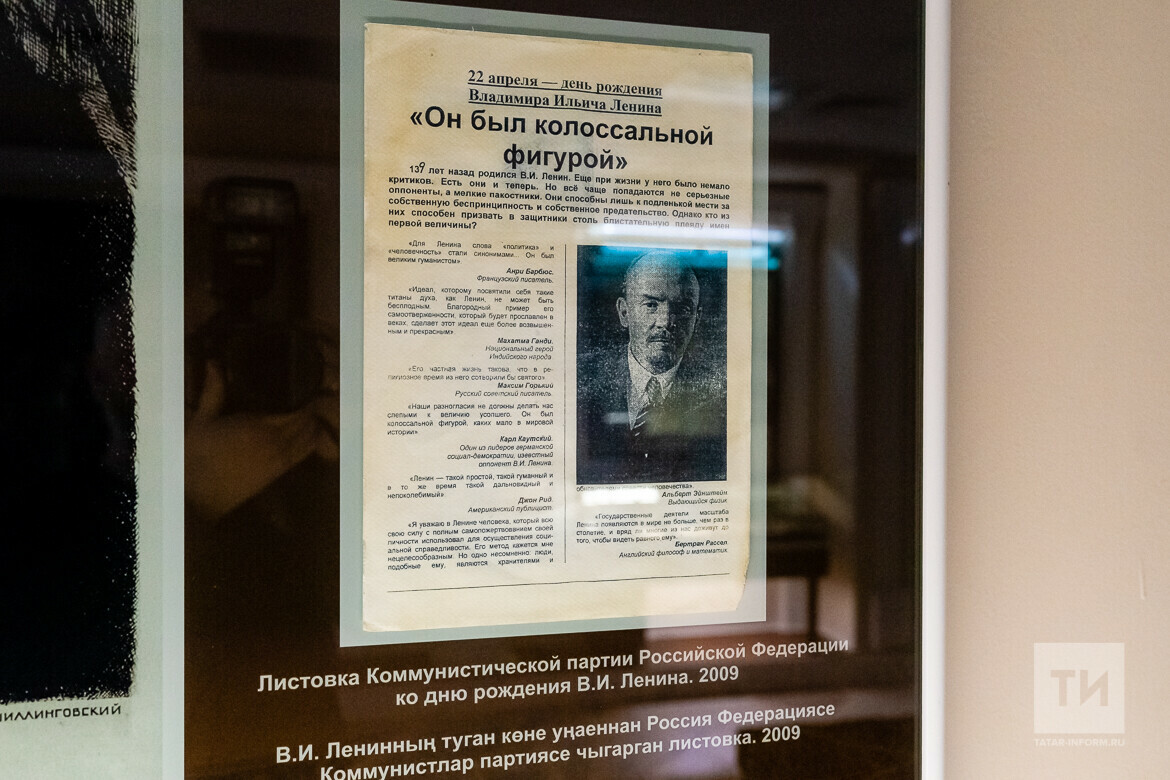 22 апреля — день рождения
Владимира Ильича Ленина
«Он был колоссальной
фигурой»
139 лет назад родился В.И. Ленин. Еще при жизни у него было немало
критиков. Есть они и теперь. Но всё чаще попадаются не серьезные
оппоненты, а мелкие пакостники. Они способны лишь к подленькой мести за
собственную беспринципность и собственное предательство. Однако кто из
них способен призвать в защитники столь блистательную плеяду имен
первой величины?
«Для Ленина слова «политика» и
«человечность» стали синонимами... Он был
великим гуманистом»
Анри Барбюс,
Французский писатель.
«Идеал, которому посвятили себя такие
титаны духа, как Ленин, не может быть
бесплодным. Благородный пример его
самоотверженности, который будет прославлен в
веках, сделает этот идеал еще более возвышен-
ным и прекрасным»
Махатма Ганди,
Национальный герой
Индийского народа.
«Его частная жизнь такова, что в ре-
лигиозное время из него сотворили бы святого»
Максим Горький
Русский советский писатель.
«Наши разногласия не должны делать нас
слепыми к величию усопшего. Он был
колоссальной фигурой, каких мало в мировой
истории»
Карл Каутский.
Один из лидеров германской
социал-демократии, известный
оппонент В.И. Ленина.
«Ленин — такой простой, такой гуманный и
в то же время такой дальновидный и
непоколебимый»
Джон Рид.
Американский публицист.
«Я уважаю в Ленине человека, который всю
свою силу с полным самопожертвованием своей
личности использовал для осуществления соци-
альной справедливости. Его метод кажется мне
нецелесообразным. Но одно несомненно: люди,
подобные ему, являются хранителями и
человечества».
Альберт Эйнштейн
Выдающийся физик
«Государственные деятели масштаба
Ленина появляются в мире не больше, чем раз в
столетие, и вряд ли многие из нас доживут до
того, чтобы видеть равного ему».
Бертран Рассел
Английский философ и математик
Листовка Коммунистической партии Российской Федерации
ко дню рождения В.И. Ленина. 2009
В.И. Ленинның туган көне уңаеннан Россия Федерациясе
Коммунистлар партиясе чыгарган листовка. 2009
ИЛЛИНГОВСКИЙ
ТИ
TATAR-INFORM.RU